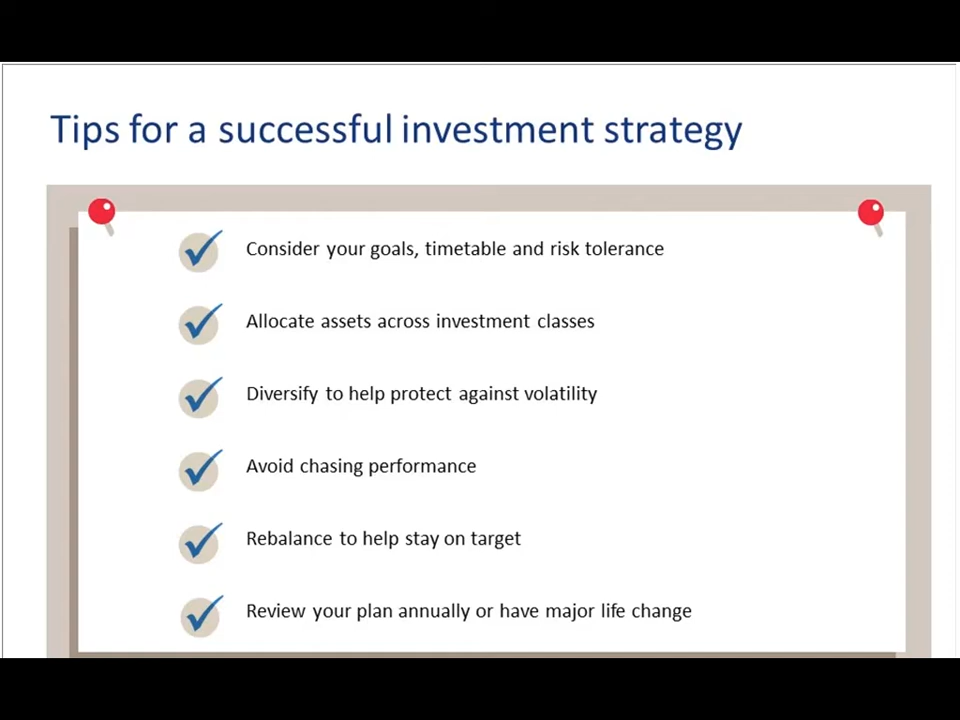 Tips for a successful investment strategy
Consider your goals, timetable and risk tolerance
Allocate assets across investment classes
Diversify to help protect against volatility
Avoid chasing performance
Rebalance to help stay on target
Review your plan annually or have major life change